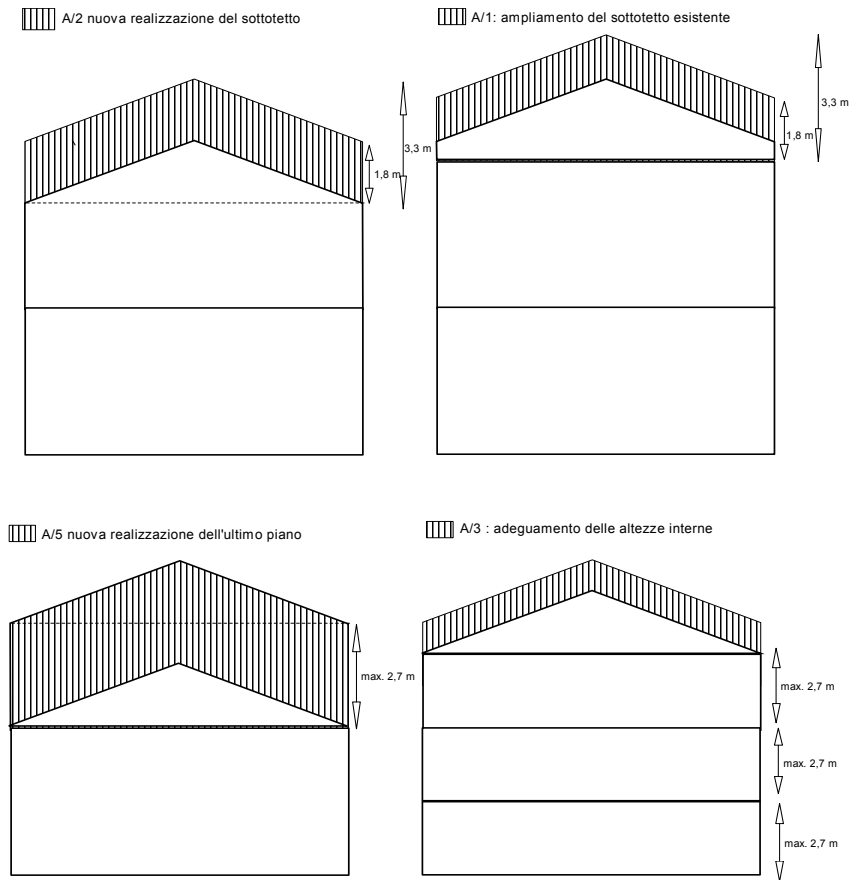 A/2 nuova realizzazione del sottotetto
3,3 m
1,8 m
A/1: ampliamento del sottotetto esistente
3,3 m
1,8 m
A/5 nuova realizzazione dell'ultimo piano
max. 2,7 m
A/3 : adeguamento delle altezze interne
max. 2,7 m
max. 2,7 m
max. 2,7 m